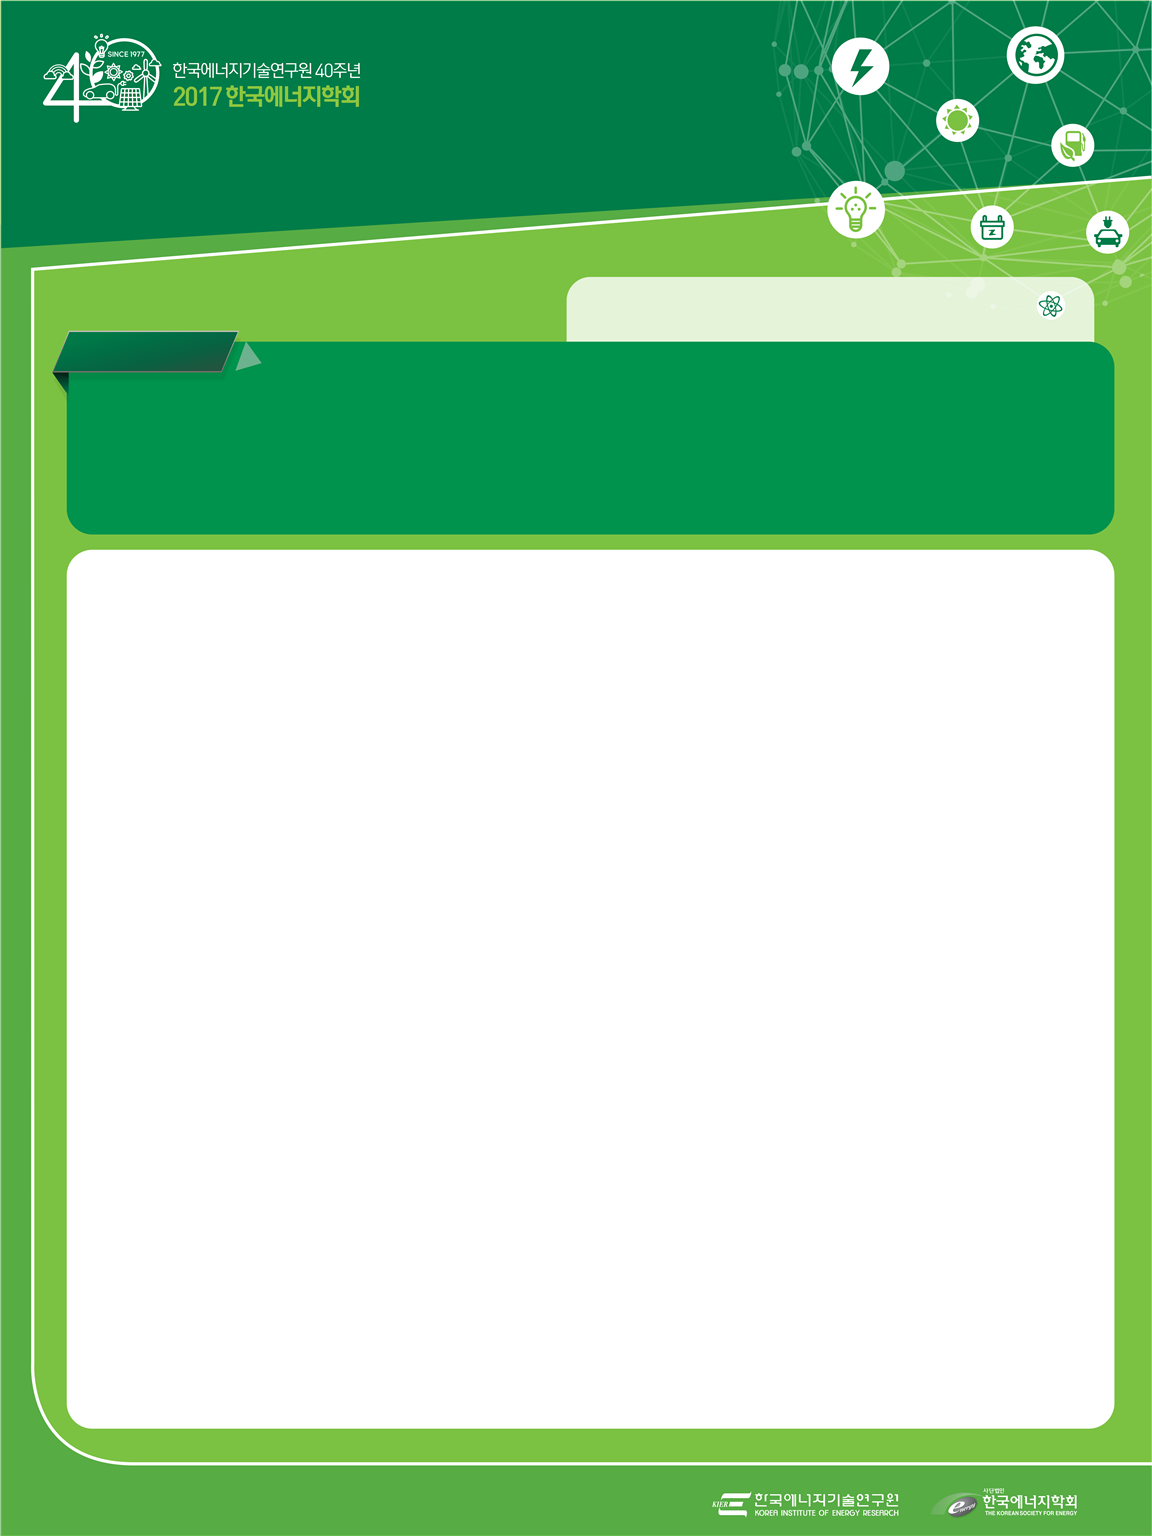 40
SINCE 1977
한국에너지기술연구원 40주년
2017 한국에너지학회
KIER
한국에너지기술연구원
KOREA INSTITUTE OF ENERGY RESEARCH
energy
사단법인
한국에너지학회
THE KOREAN SOCIETY FOR ENERGY